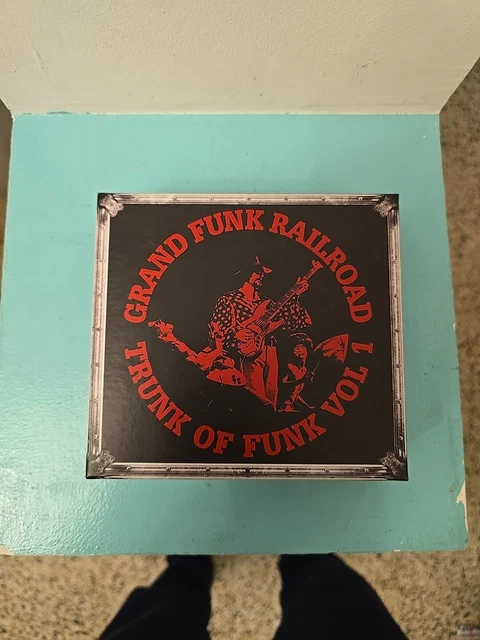 GRAND FUNK RAILROAD
TRUNK OF FUNK VOL 1